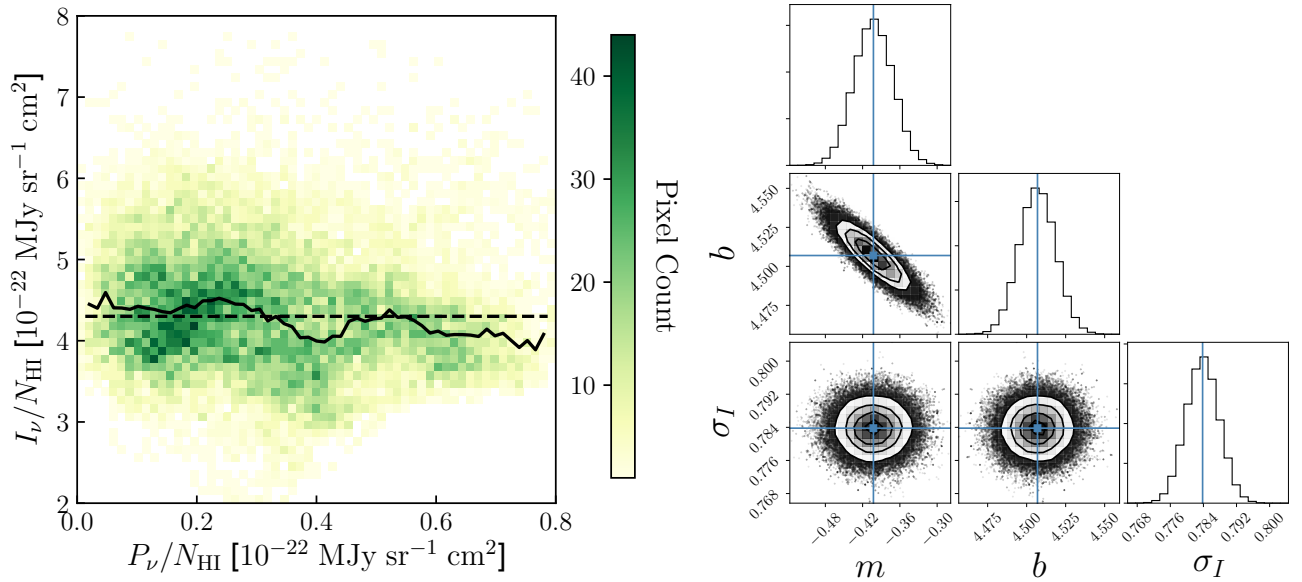 8
7
6
5
4
3
2
0.0 0.2 0.4 0.6 0.8
I_ν/N_HI [10^−22 MJy sr^−1 cm^2]
P_ν/N_HI [10^−22 MJy sr^−1 cm^2]
40
30
20
10
Pixel Count
b
4.550
4.525
4.500
4.475
σ_I
0.800
0.792
0.784
0.776
0.768
−0.48 −0.42 −0.36 −0.30
m
4.475 4.500 4.525 4.550
b
0.768 0.776 0.784 0.792 0.800
σ_I